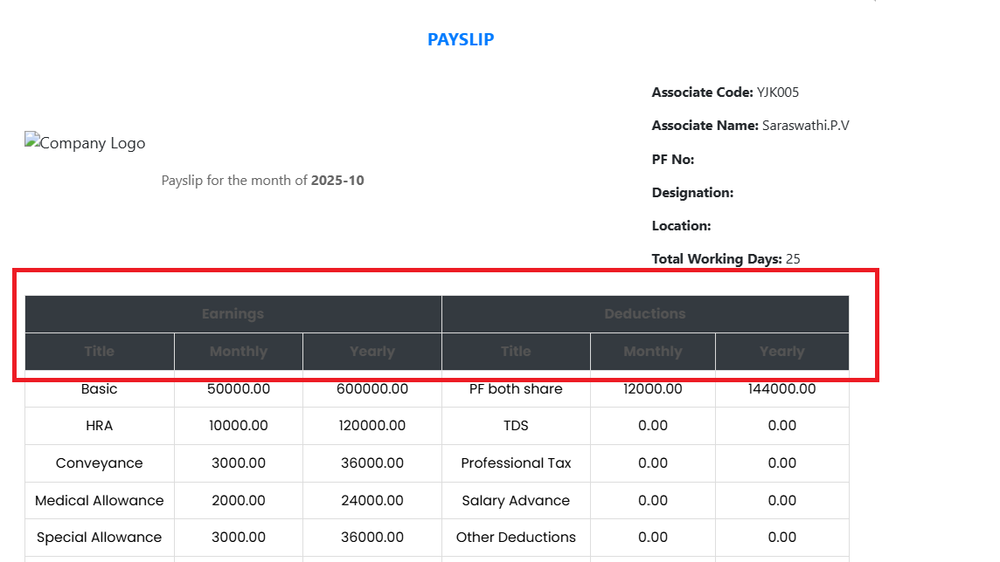 PAYSLIP
Associate Code: YJK005
Associate Name: Saraswathi.P.V
Company Logo
PF No:
Payslip for the month of 2025-10
Designation:
Location:
Total Working Days: 25
Earnings Deductions
Title Monthly Yearly Title Monthly Yearly
Basic 50000.00 600000.00 PF both share 12000.00 144000.00
HRA 10000.00 120000.00 TDS 0.00 0.00
Conveyance 3000.00 36000.00 Professional Tax 0.00 0.00
Medical Allowance 2000.00 24000.00 Salary Advance 0.00 0.00
Special Allowance 3000.00 36000.00 Other Deductions 0.00 0.00